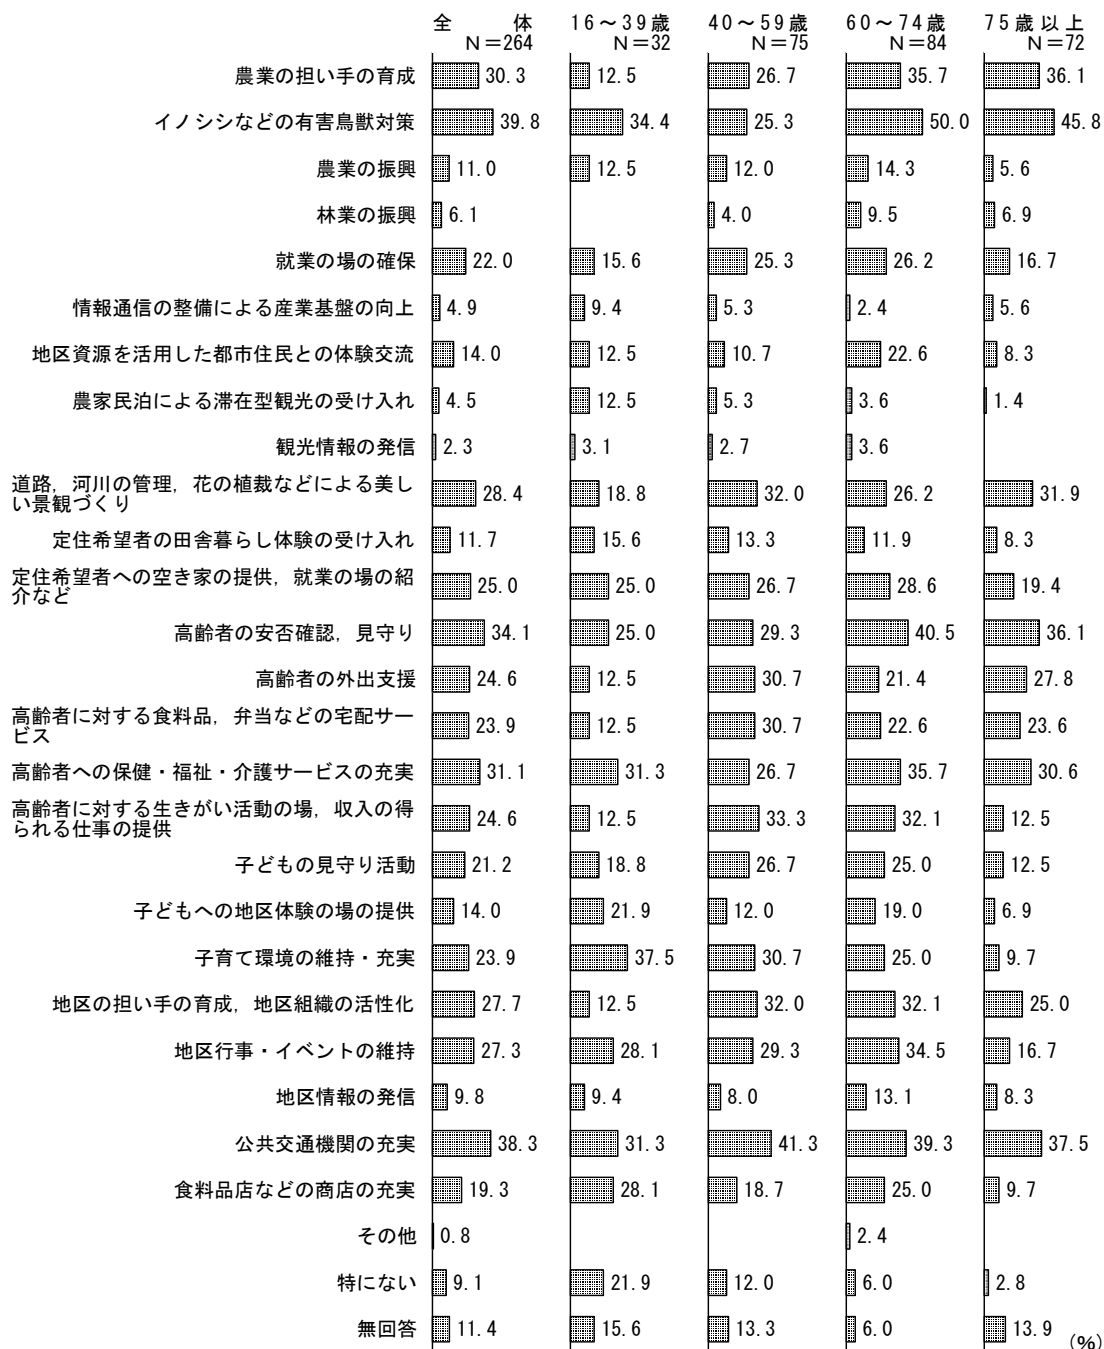 全 体 16～39歳 40～59歳 60～74歳 75歳以上
N=264 N=32 N=75 N=84 N=72
農業の担い手の育成 30.3 12.5 26.7 35.7 36.1
イノシシなどの有害鳥獣対策 39.8 34.4 25.3 50.0 45.8
農業の振興 11.0 12.5 12.0 14.3 5.6
林業の振興 6.1 4.0 9.5 6.9
就業の場の確保 22.0 15.6 25.3 26.2 16.7
情報通信の整備による産業基盤の向上 4.9 9.4 5.3 2.4 5.6
地区資源を活用した都市住民との体験交流 14.0 12.5 10.7 22.6 8.3
農家民泊による滞在型観光の受け入れ 4.5 12.5 5.3 3.6 1.4
観光情報の発信 2.3 3.1 2.7 3.6
道路，河川の管理，花の植裁などによる美し
い景観づくり 28.4 18.8 32.0 26.2 31.9
定住希望者の田舎暮らし体験の受け入れ 11.7 15.6 13.3 11.9 8.3
定住希望者への空き家の提供，就業の場の紹
介など 25.0 25.0 26.7 28.6 19.4
高齢者の安否確認，見守り 34.1 25.0 29.3 40.5 36.1
高齢者の外出支援 24.6 12.5 30.7 21.4 27.8
高齢者に対する食料品，弁当などの宅配サー
ビス 23.9 12.5 30.7 22.6 23.6
高齢者への保健・福祉・介護サービスの充実 31.1 31.3 26.7 35.7 30.6
高齢者に対する生きがい活動の場，収入の得
られる仕事の提供 24.6 12.5 33.3 32.1 12.5
子どもの見守り活動 21.2 18.8 26.7 25.0 12.5
子どもへの地区体験の場の提供 14.0 21.9 12.0 19.0 6.9
子育て環境の維持・充実 23.9 37.5 30.7 25.0 9.7
地区の担い手の育成，地区組織の活性化 27.7 12.5 32.0 32.1 25.0
地区行事・イベントの維持 27.3 28.1 29.3 34.5 16.7
地区情報の発信 9.8 9.4 8.0 13.1 8.3
公共交通機関の充実 38.3 31.3 41.3 39.3 37.5
食料品店などの商店の充実 19.3 28.1 18.7 25.0 9.7
その他 0.8 2.4
特にない 9.1 21.9 12.0 6.0 2.8
無回答 11.4 15.6 13.3 6.0 13.9
(%)